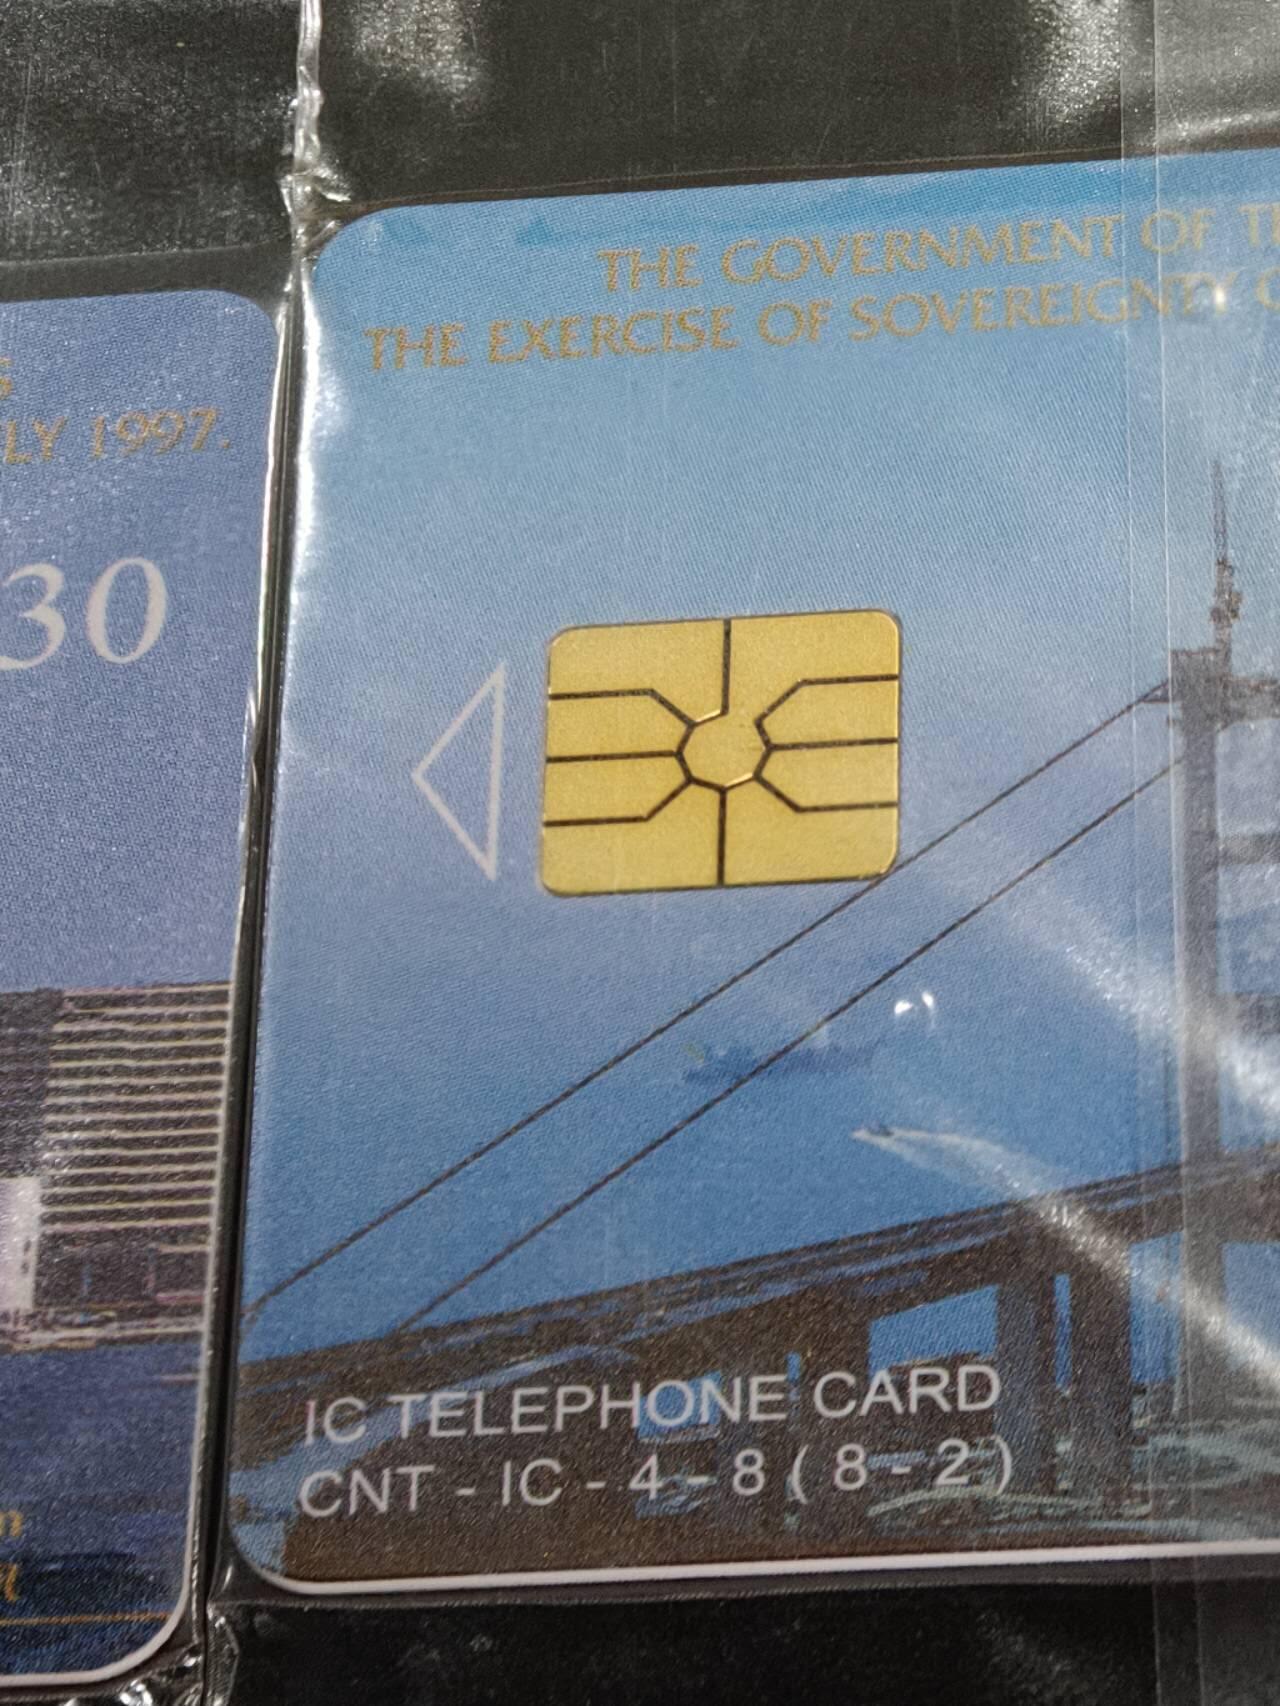 THE GOVERNMENT OF
THE EXERCISE OF SOVEREIGNTY
LY 1997.
30
IC TELEPHONE CARD
CNT - IC - 4 - 8 ( 8 - 2 )